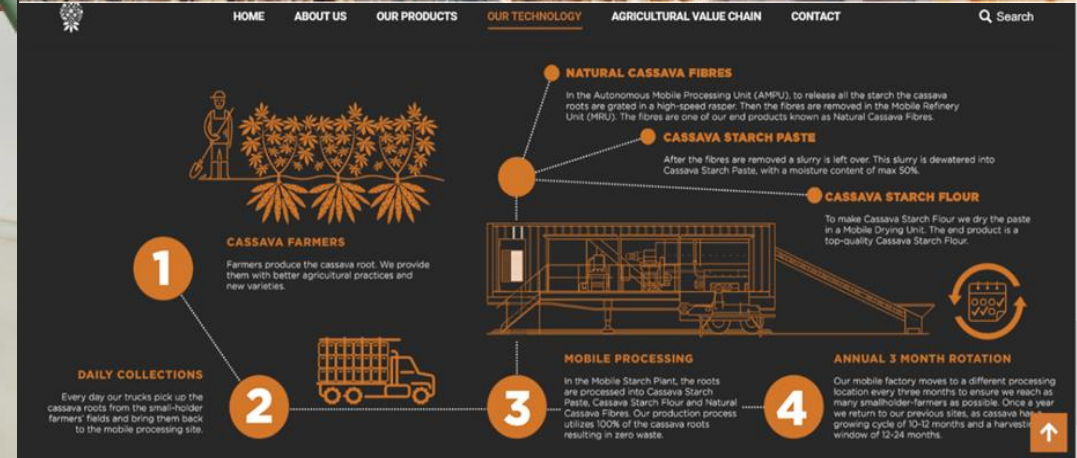 HOME ABOUT US OUR PRODUCTS OUR TECHNOLOGY AGRICULTURAL VALUE CHAIN CONTACT Search
NATURAL CASSAVA FIBRES
In the Autonomous Mobile Processing Unit (AMPU), to release all the starch the cassava
roots are grated in a high-speed rasper. Then the fibres are removed in the Mobile Refinery
Unit (MRU). The fibres are one of our end products known as Natural Cassava Fibres.
CASSAVA STARCH PASTE
After the fibres are removed a slurry is left over. This slurry is dewatered into
Cassava Starch Paste, with a moisture content of max 50%.
CASSAVA STARCH FLOUR
To make Cassava Starch Flour we dry the paste
in a Mobile Drying Unit. The end product is a
top-quality Cassava Starch Flour.
1
CASSAVA FARMERS
Farmers produce the cassava root. We provide
them with better agricultural practices and
new varieties.
DAILY COLLECTIONS
Every day our trucks pick up the
cassava roots from the small-holder
farmers' fields and bring them back
to the mobile processing site.
2
3
MOBILE PROCESSING
In the Mobile Starch Plant, the roots
are processed into Cassava Starch
Paste, Cassava Starch Flour and Natural
Cassava Fibres. Our production process
utilizes 100% of the cassava roots
resulting in zero waste.
4
ANNUAL 3 MONTH ROTATION
Our mobile factory moves to a different processing
location every three months to ensure we reach as
many smallholder-farmers as possible. Once a year
we return to our previous sites, as cassava has
growing cycle of 10-12 months and a
window of 12-24 months.